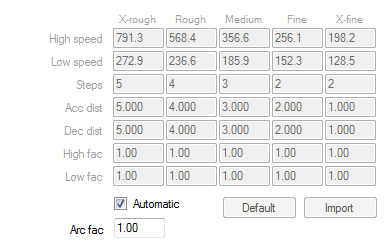 X-rough Rough Medium Fine X-fine
High speed 791.3 568.4 356.6 256.1 198.2
Low speed 272.9 236.6 185.9 152.3 128.5
Steps 5 4 3 2 2
Acc dist 5.000 4.000 3.000 2.000 1.000
Dec dist 5.000 4.000 3.000 2.000 1.000
High fac 1.00 1.00 1.00 1.00 1.00
Low fac 1.00 1.00 1.00 1.00 1.00
Automatic Default Import
Arc fac 1.00